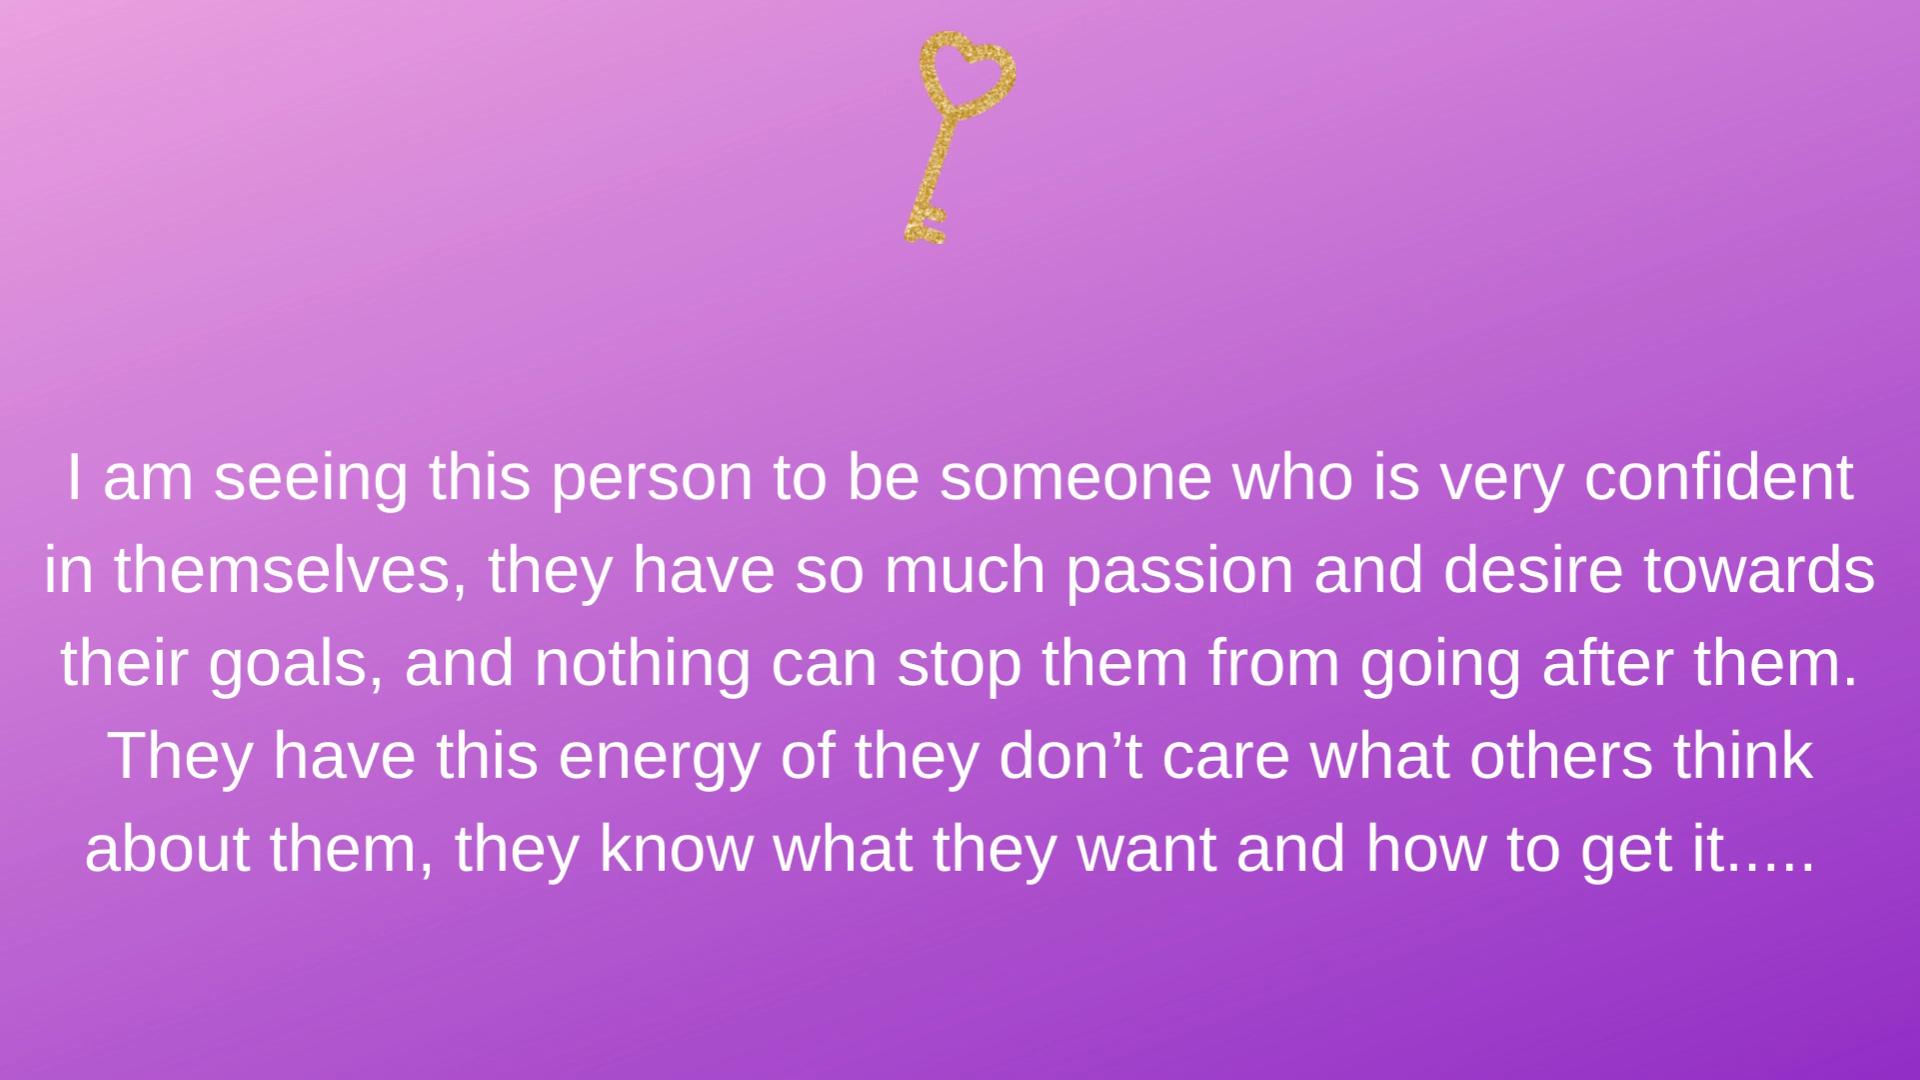 I am seeing this person to be someone who is very confident
in themselves, they have so much passion and desire towards
their goals, and nothing can stop them from going after them.
They have this energy of they don’t care what others think
about them, they know what they want and how to get it.....